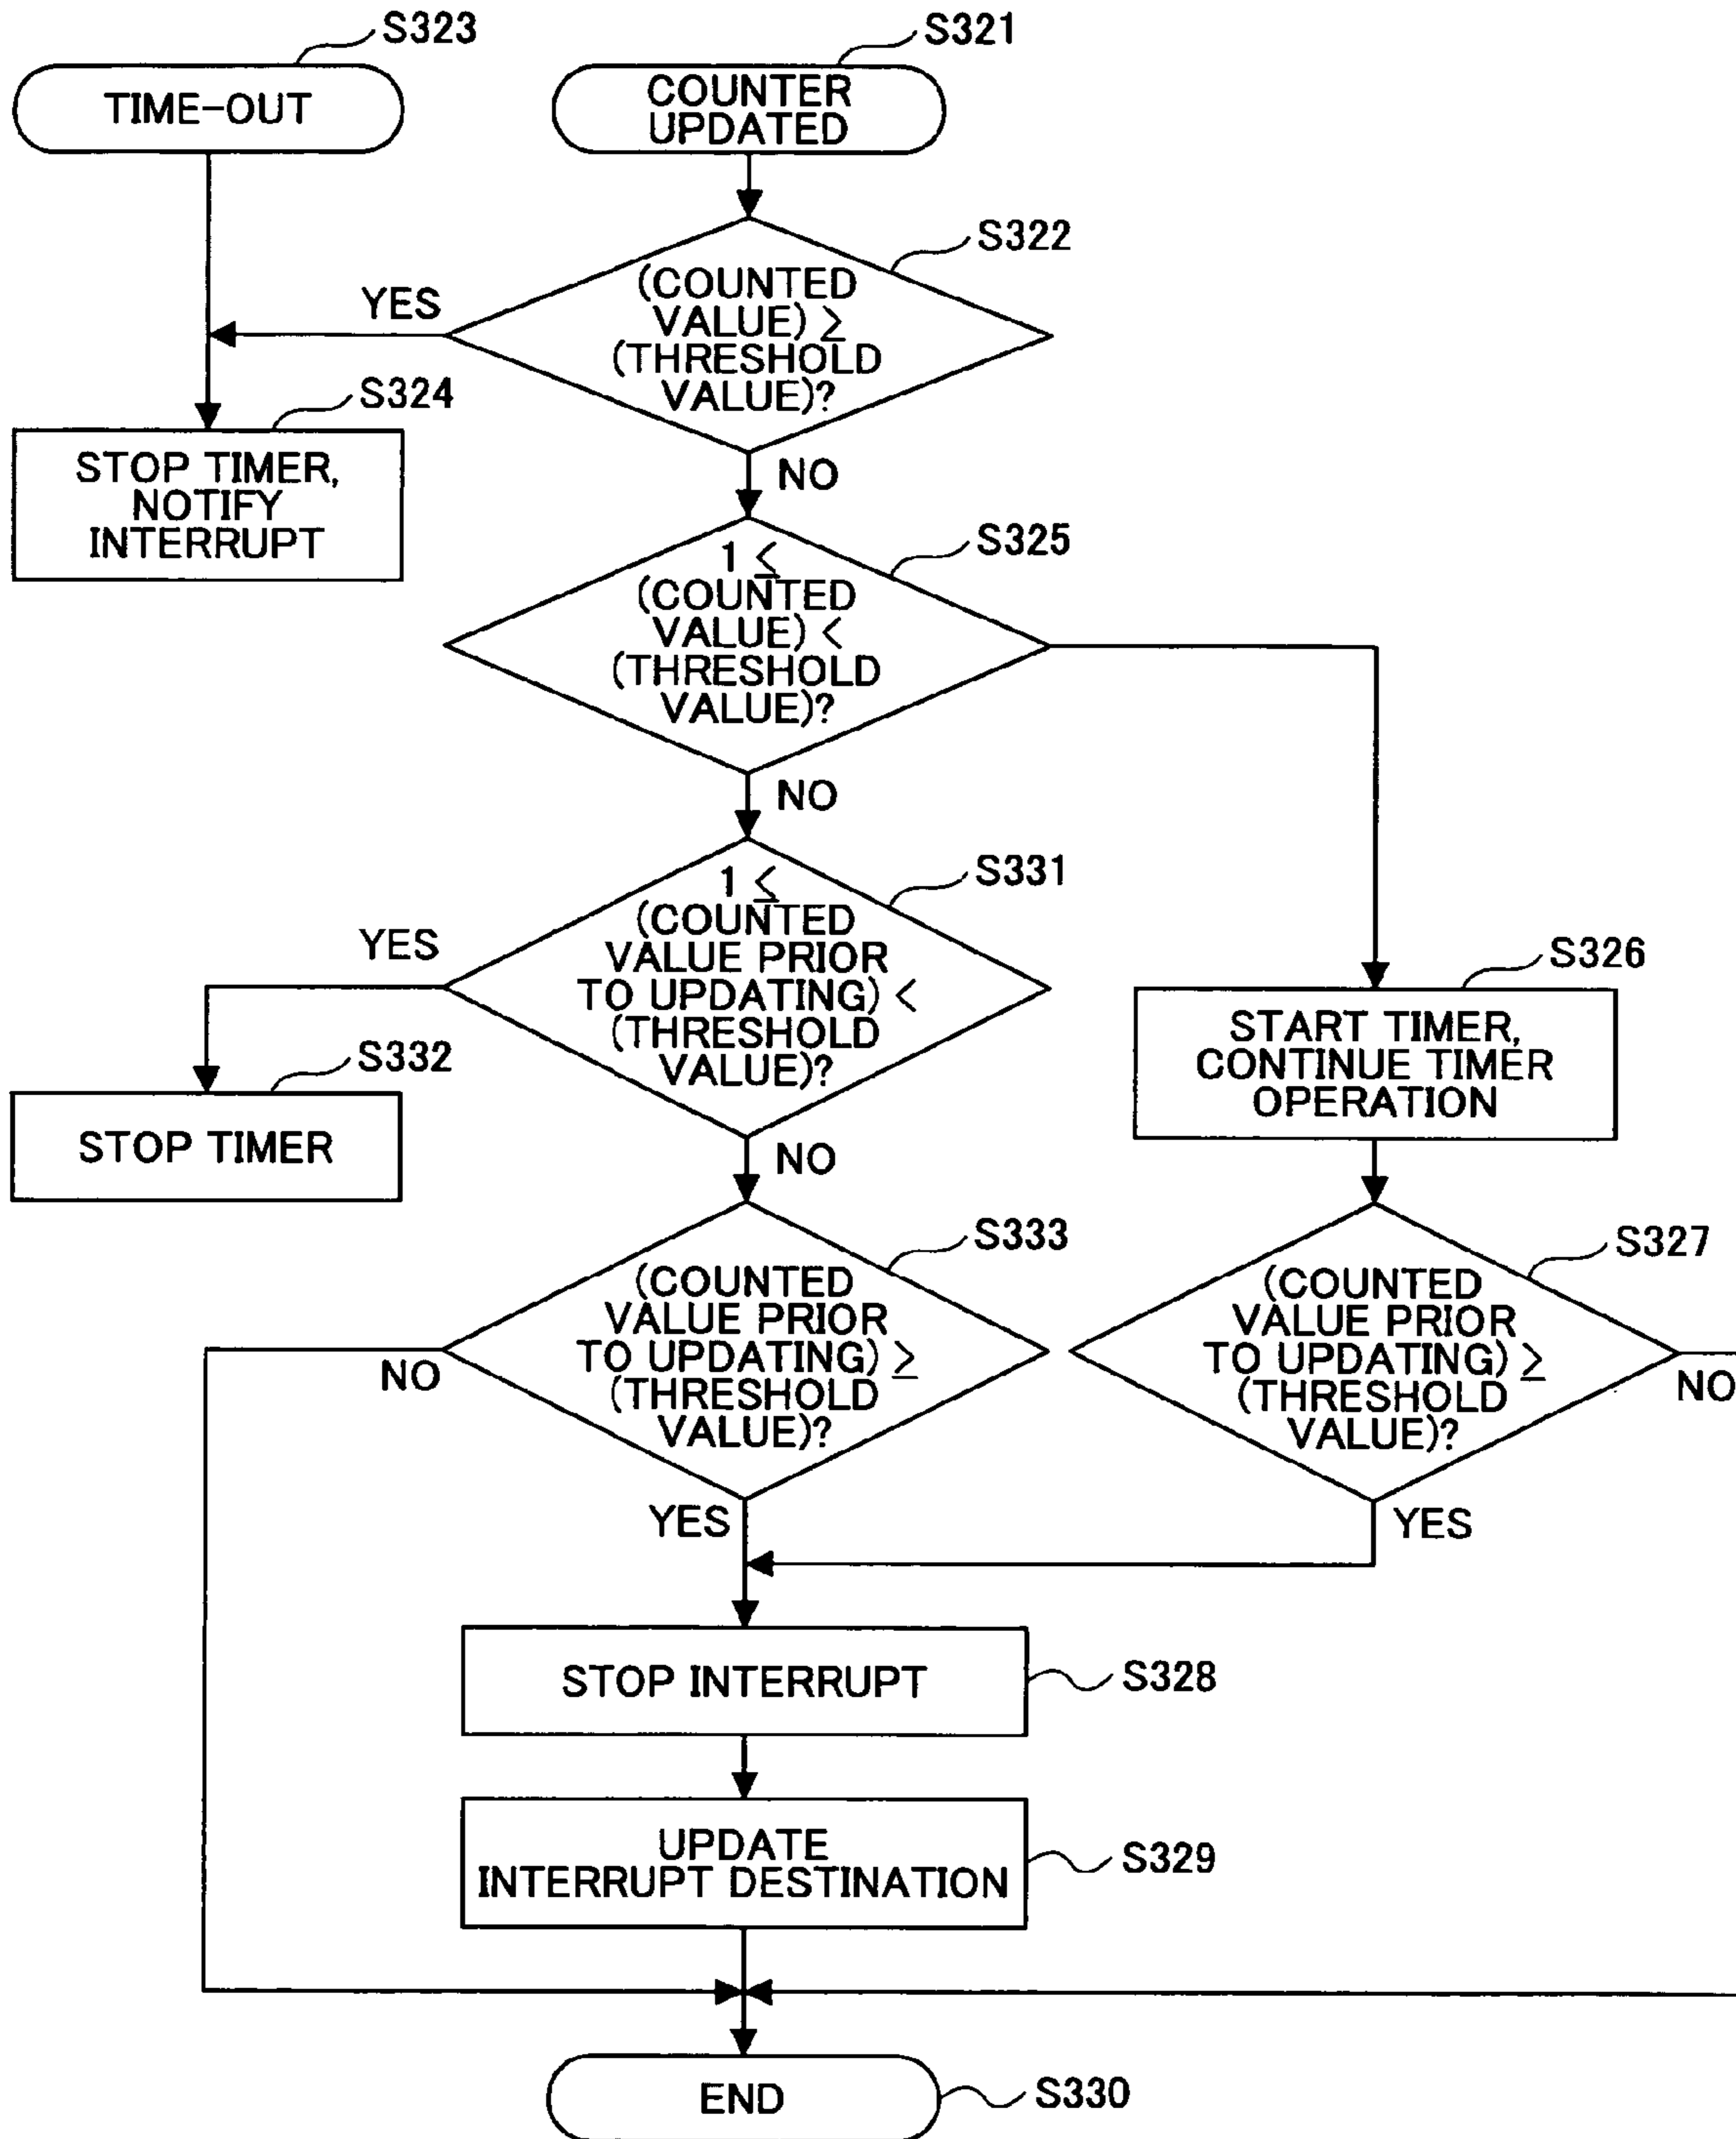 S323
TIME-OUT
S321
COUNTER
UPDATED
S322
(COUNTED
VALUE) ≥
(THRESHOLD
VALUE)?
YES
NO
S324
STOP TIMER,
NOTIFY
INTERRUPT
S325
1 ≤
(COUNTED
VALUE) <
(THRESHOLD
VALUE)?
NO
S331
1 ≤
(COUNTED
VALUE PRIOR
TO UPDATING) <
(THRESHOLD
VALUE)?
YES
NO
S326
START TIMER,
CONTINUE TIMER
OPERATION
S332
STOP TIMER
S333
(COUNTED
VALUE PRIOR
TO UPDATING) ≥
(THRESHOLD
VALUE)?
NO
YES
S327
(COUNTED
VALUE PRIOR
TO UPDATING) ≥
(THRESHOLD
VALUE)?
NO
YES
STOP INTERRUPT
S328
UPDATE
INTERRUPT DESTINATION
S329
END
S330